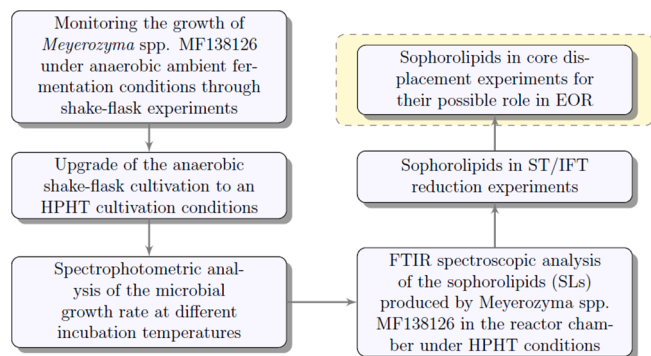 Monitoring the growth of
Meyerozyma spp. MF138126
under anaerobic ambient fer-
mentation conditions through
shake-flask experiments
Upgrade of the anaerobic
shake-flask cultivation to an
HPHT cultivation conditions
Spectrophotometric anal-
ysis of the microbial
growth rate at different
incubation temperatures
FTIR spectroscopic analysis
of the sophorolipids (SLs)
produced by Meyerozyma spp.
MF138126 in the reactor cham-
ber under HPHT conditions
Sophorolipids in ST/IFT
reduction experiments
Sophorolipids in core dis-
placement experiments for
their possible role in EOR